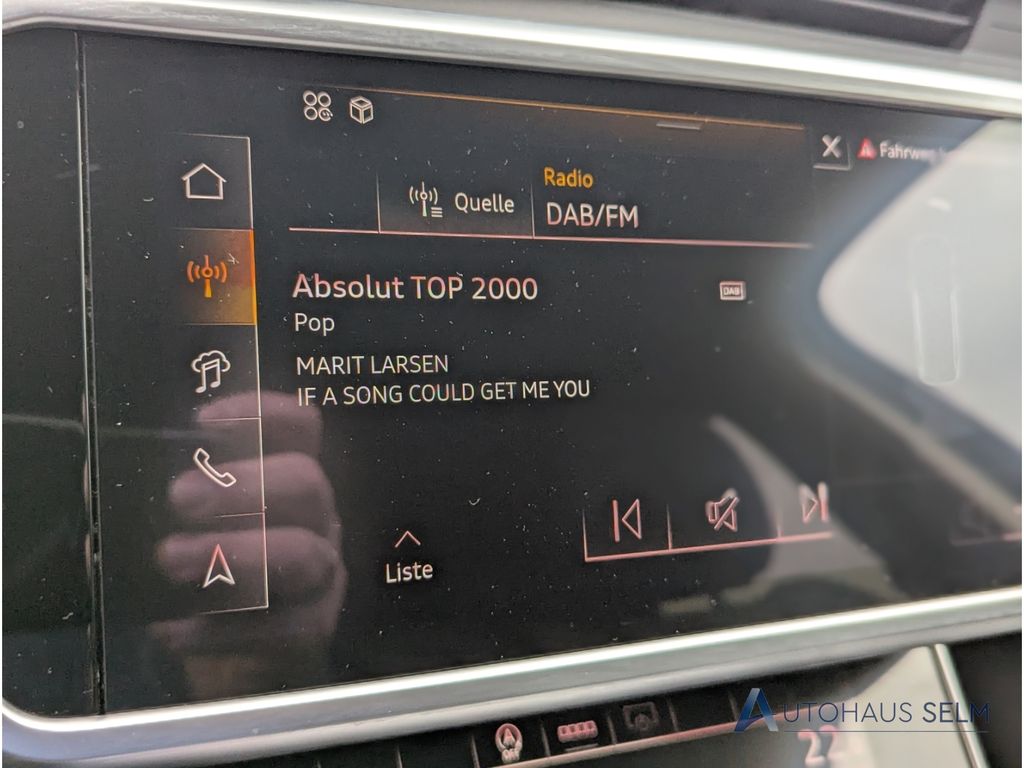 Radio
Quelle
DAB/FM
Absolut TOP 2000
DAB
Pop
MARIT LARSEN
IF A SONG COULD GET ME YOU
Liste
AUTOHAUS SELM
22